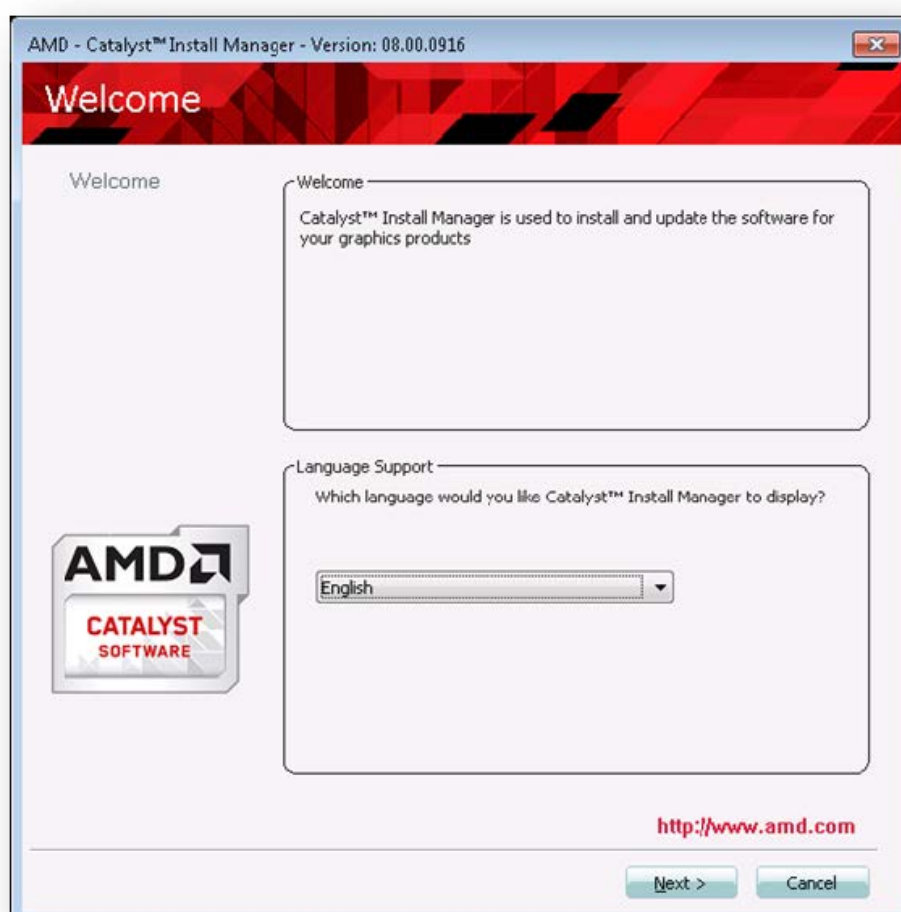 AMD - Catalyst™ Install Manager - Version: 08.00.0916
Welcome
Welcome
Welcome
Catalyst™ Install Manager is used to install and update the software for
your graphics products
Language Support
Which language would you like Catalyst™ Install Manager to display?
English
AMD
CATALYST
SOFTWARE
http://www.amd.com
Next >
Cancel